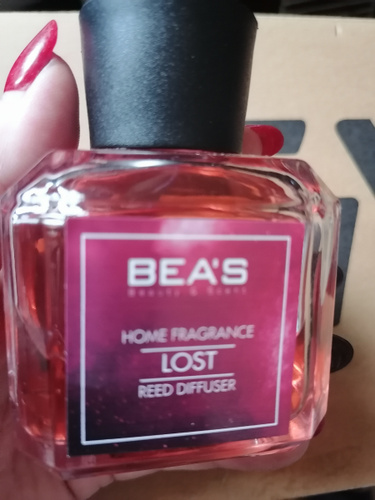 BEA'S
Beauty & Scent
HOME FRAGRANCE
LOST
REED DIFFUSER